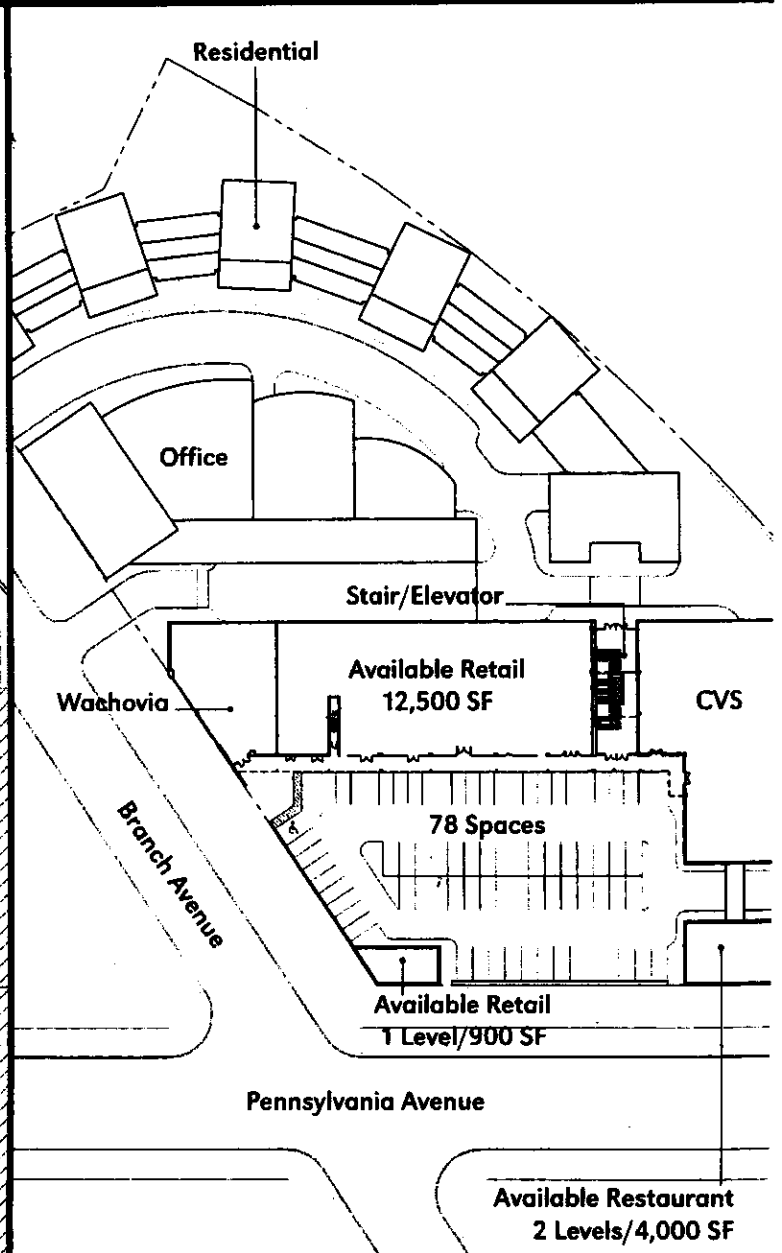 Residential
Office
Stair/Elevator
Available Retail
12,500 SF
Wachovia
CVS
78 Spaces
Branch Avenue
Available Retail
1 Level/900 SF
Pennsylvania Avenue
Available Restaurant
2 Levels/4,000 SF